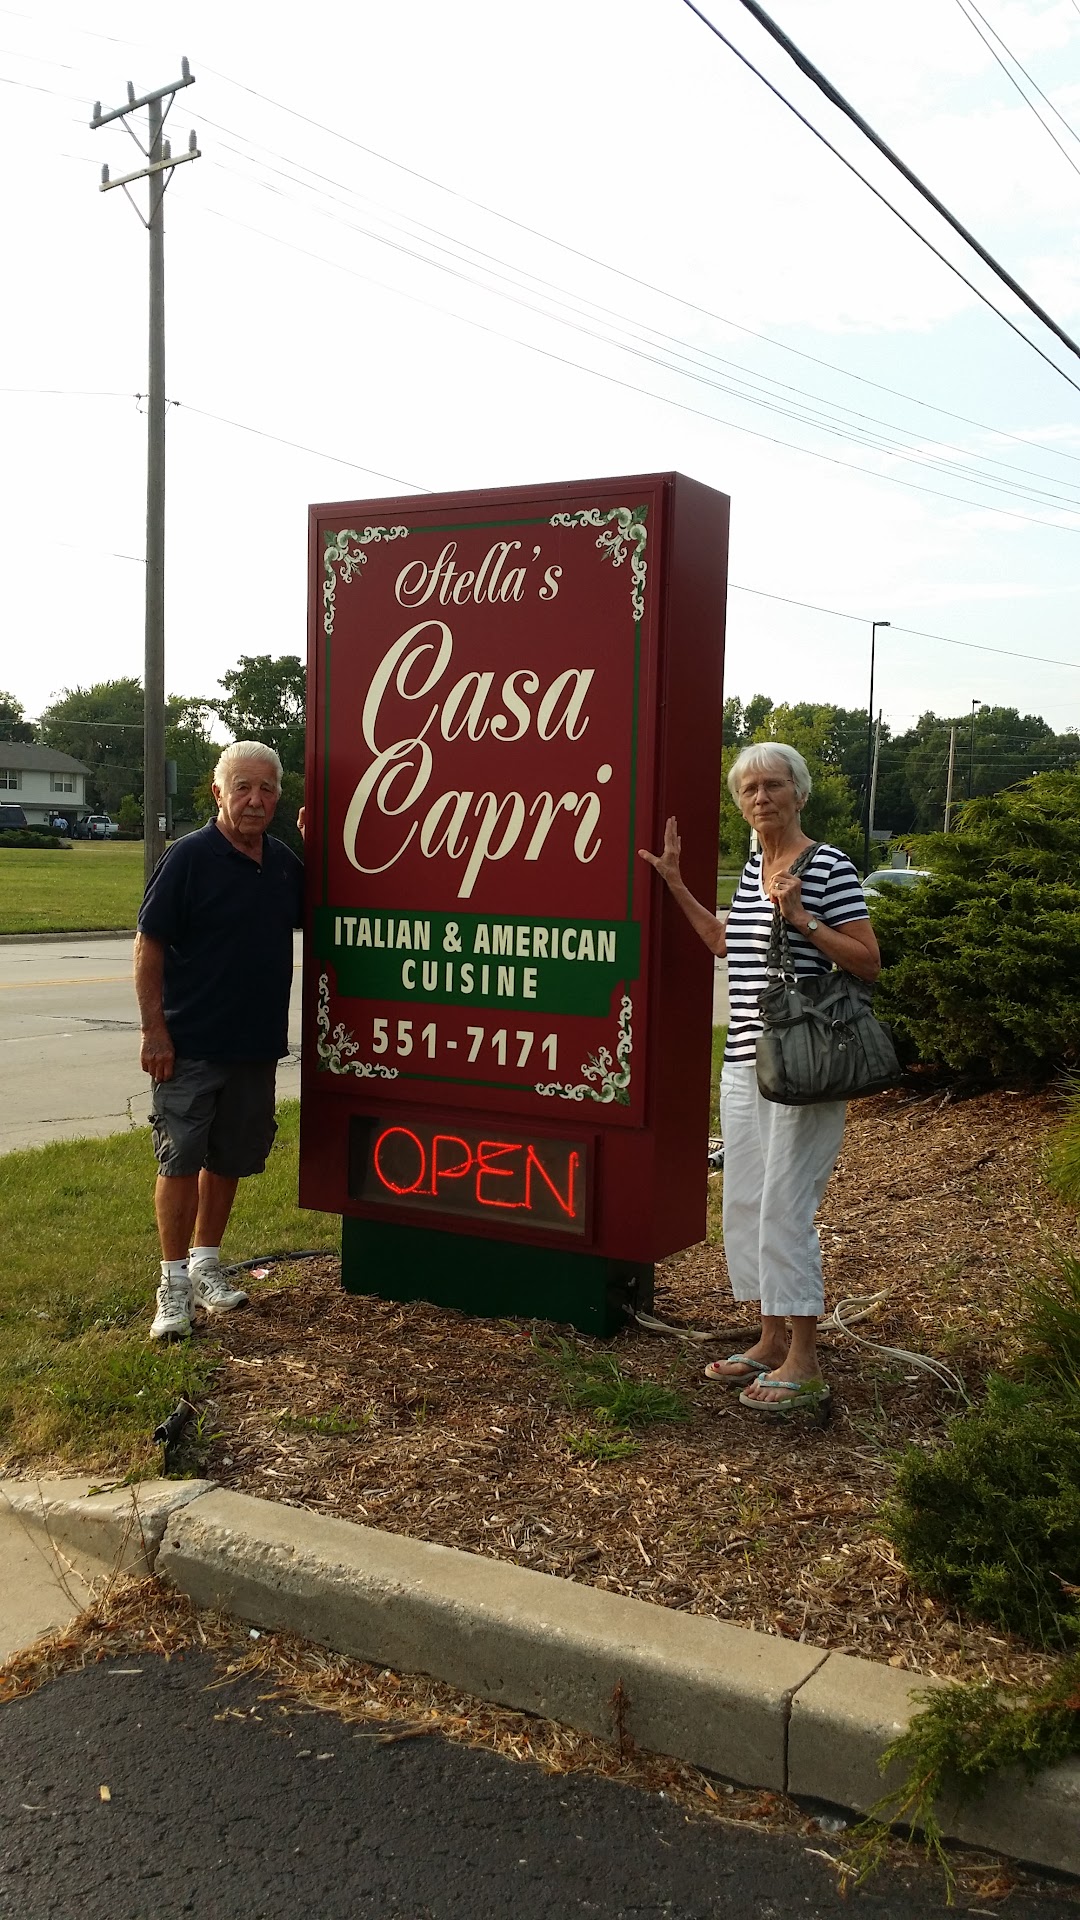 Stella's
Casa
Capri
ITALIAN & AMERICAN
CUISINE
551-7171
OPEN